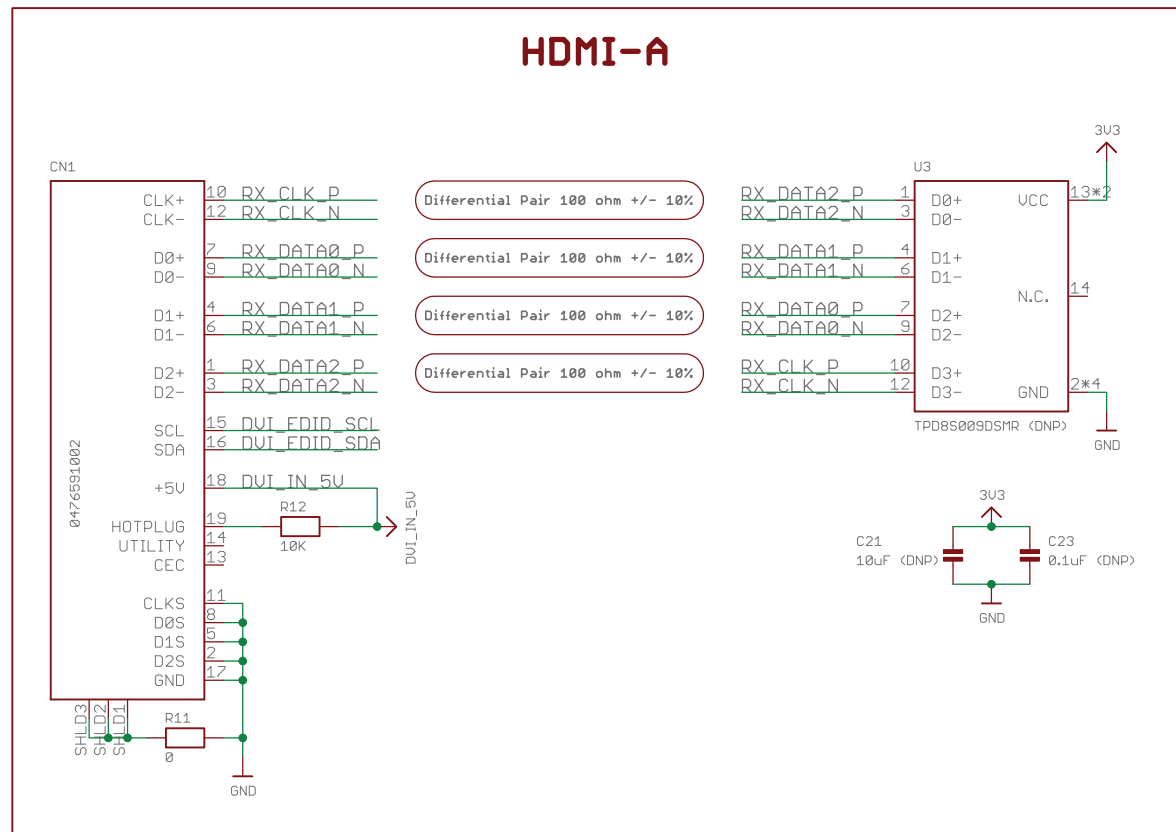 HDMI-A
CN1
CLK+ 10 RX_CLK_P
CLK- 12 RX_CLK_N
D0+ 7 RX_DATA0_P
D0- 9 RX_DATA0_N
D1+ 4 RX_DATA1_P
D1- 6 RX_DATA1_N
D2+ 1 RX_DATA2_P
D2- 3 RX_DATA2_N
SCL 15 DVI_EDID_SCL
SDA 16 DVI_EDID_SDA
+5V 18 DVI_IN_5V
HOTPLUG 19
UTILITY 14
CEC 13
CLKS 11
D0S 8
D1S 5
D2S 2
GND 17
0476591002
SHLD3
SHLD2
SHLD1
R12
10K
DVI_IN_5V
R11
0
GND
Differential Pair 100 ohm +/- 10%
Differential Pair 100 ohm +/- 10%
Differential Pair 100 ohm +/- 10%
Differential Pair 100 ohm +/- 10%
3V3
U3
RX_DATA2_P 1 D0+ VCC 13*2
RX_DATA2_N 3 D0-
RX_DATA1_P 4 D1+
RX_DATA1_N 6 D1-
N.C. 14
RX_DATA0_P 7 D2+
RX_DATA0_N 9 D2-
RX_CLK_P 10 D3+
RX_CLK_N 12 D3- GND 2*4
TPD8S009DSMR (DNP)
GND
3V3
C21
10uF (DNP)
C23
0.1uF (DNP)
GND